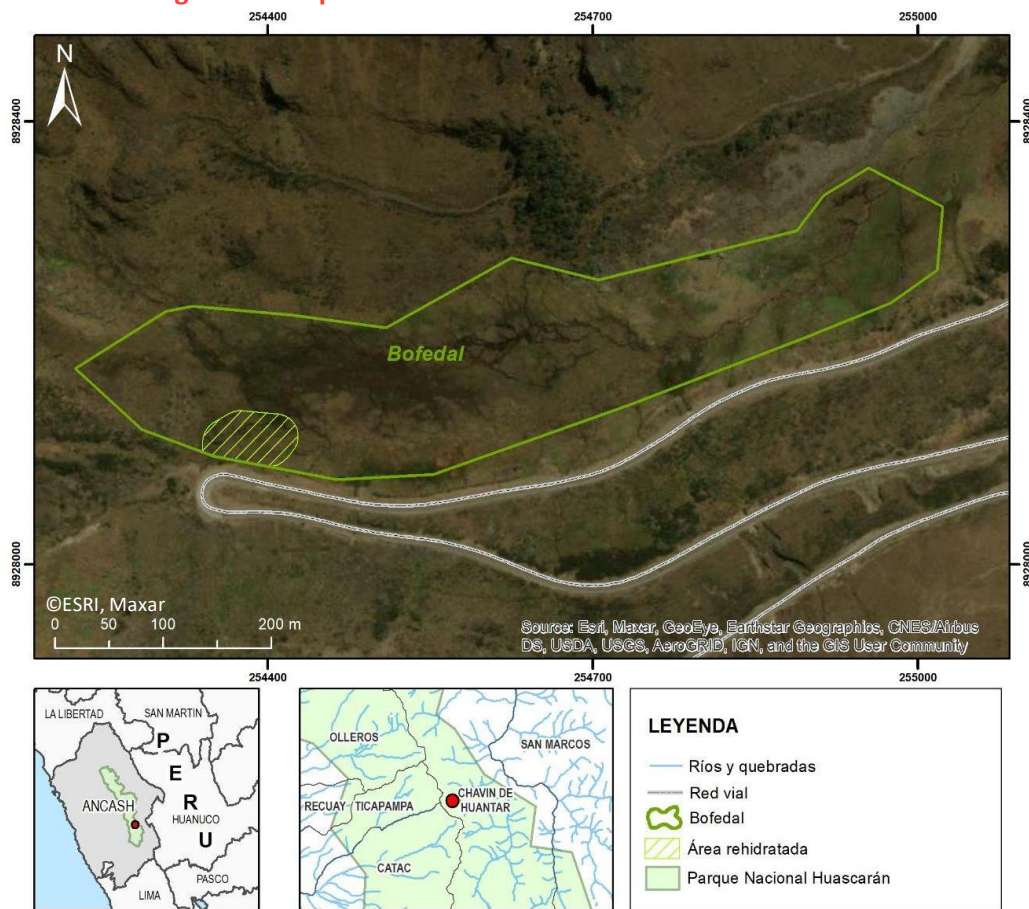 254400
254700
255000
N
8928400
8928400
Bofedal
8928000
8928000
©ESRI, Maxar
0 50 100 200 m
Source: Esri, Maxar, GeoEye, Earthstar Geographics, CNES/Airbus
DS, USDA, USGS, AeroGRID, IGN, and the GIS User Community
254400
254700
255000
LA LIBERTAD
SAN MARTIN
P
E
R
U
ANCASH
HUANUCO
PASCO
LIMA
OLLEROS
SAN MARCOS
RECUAY
TICAPAMPA
CHAVIN DE
HUANTAR
CATAC
LEYENDA
Ríos y quebradas
Red vial
Bofedal
Área rehidratada
Parque Nacional Huascarán